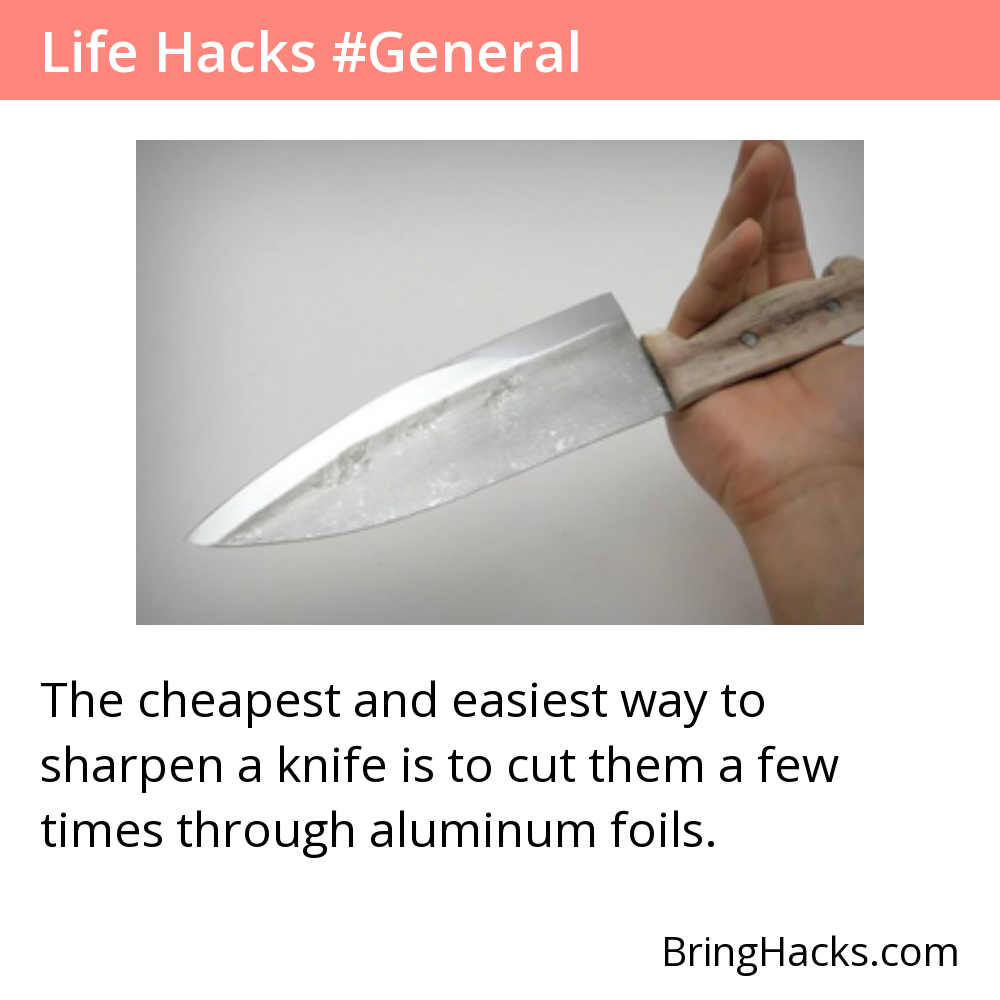 Life Hacks #General
The cheapest and easiest way to
sharpen a knife is to cut them a few
times through aluminum foils.
BringHacks.com